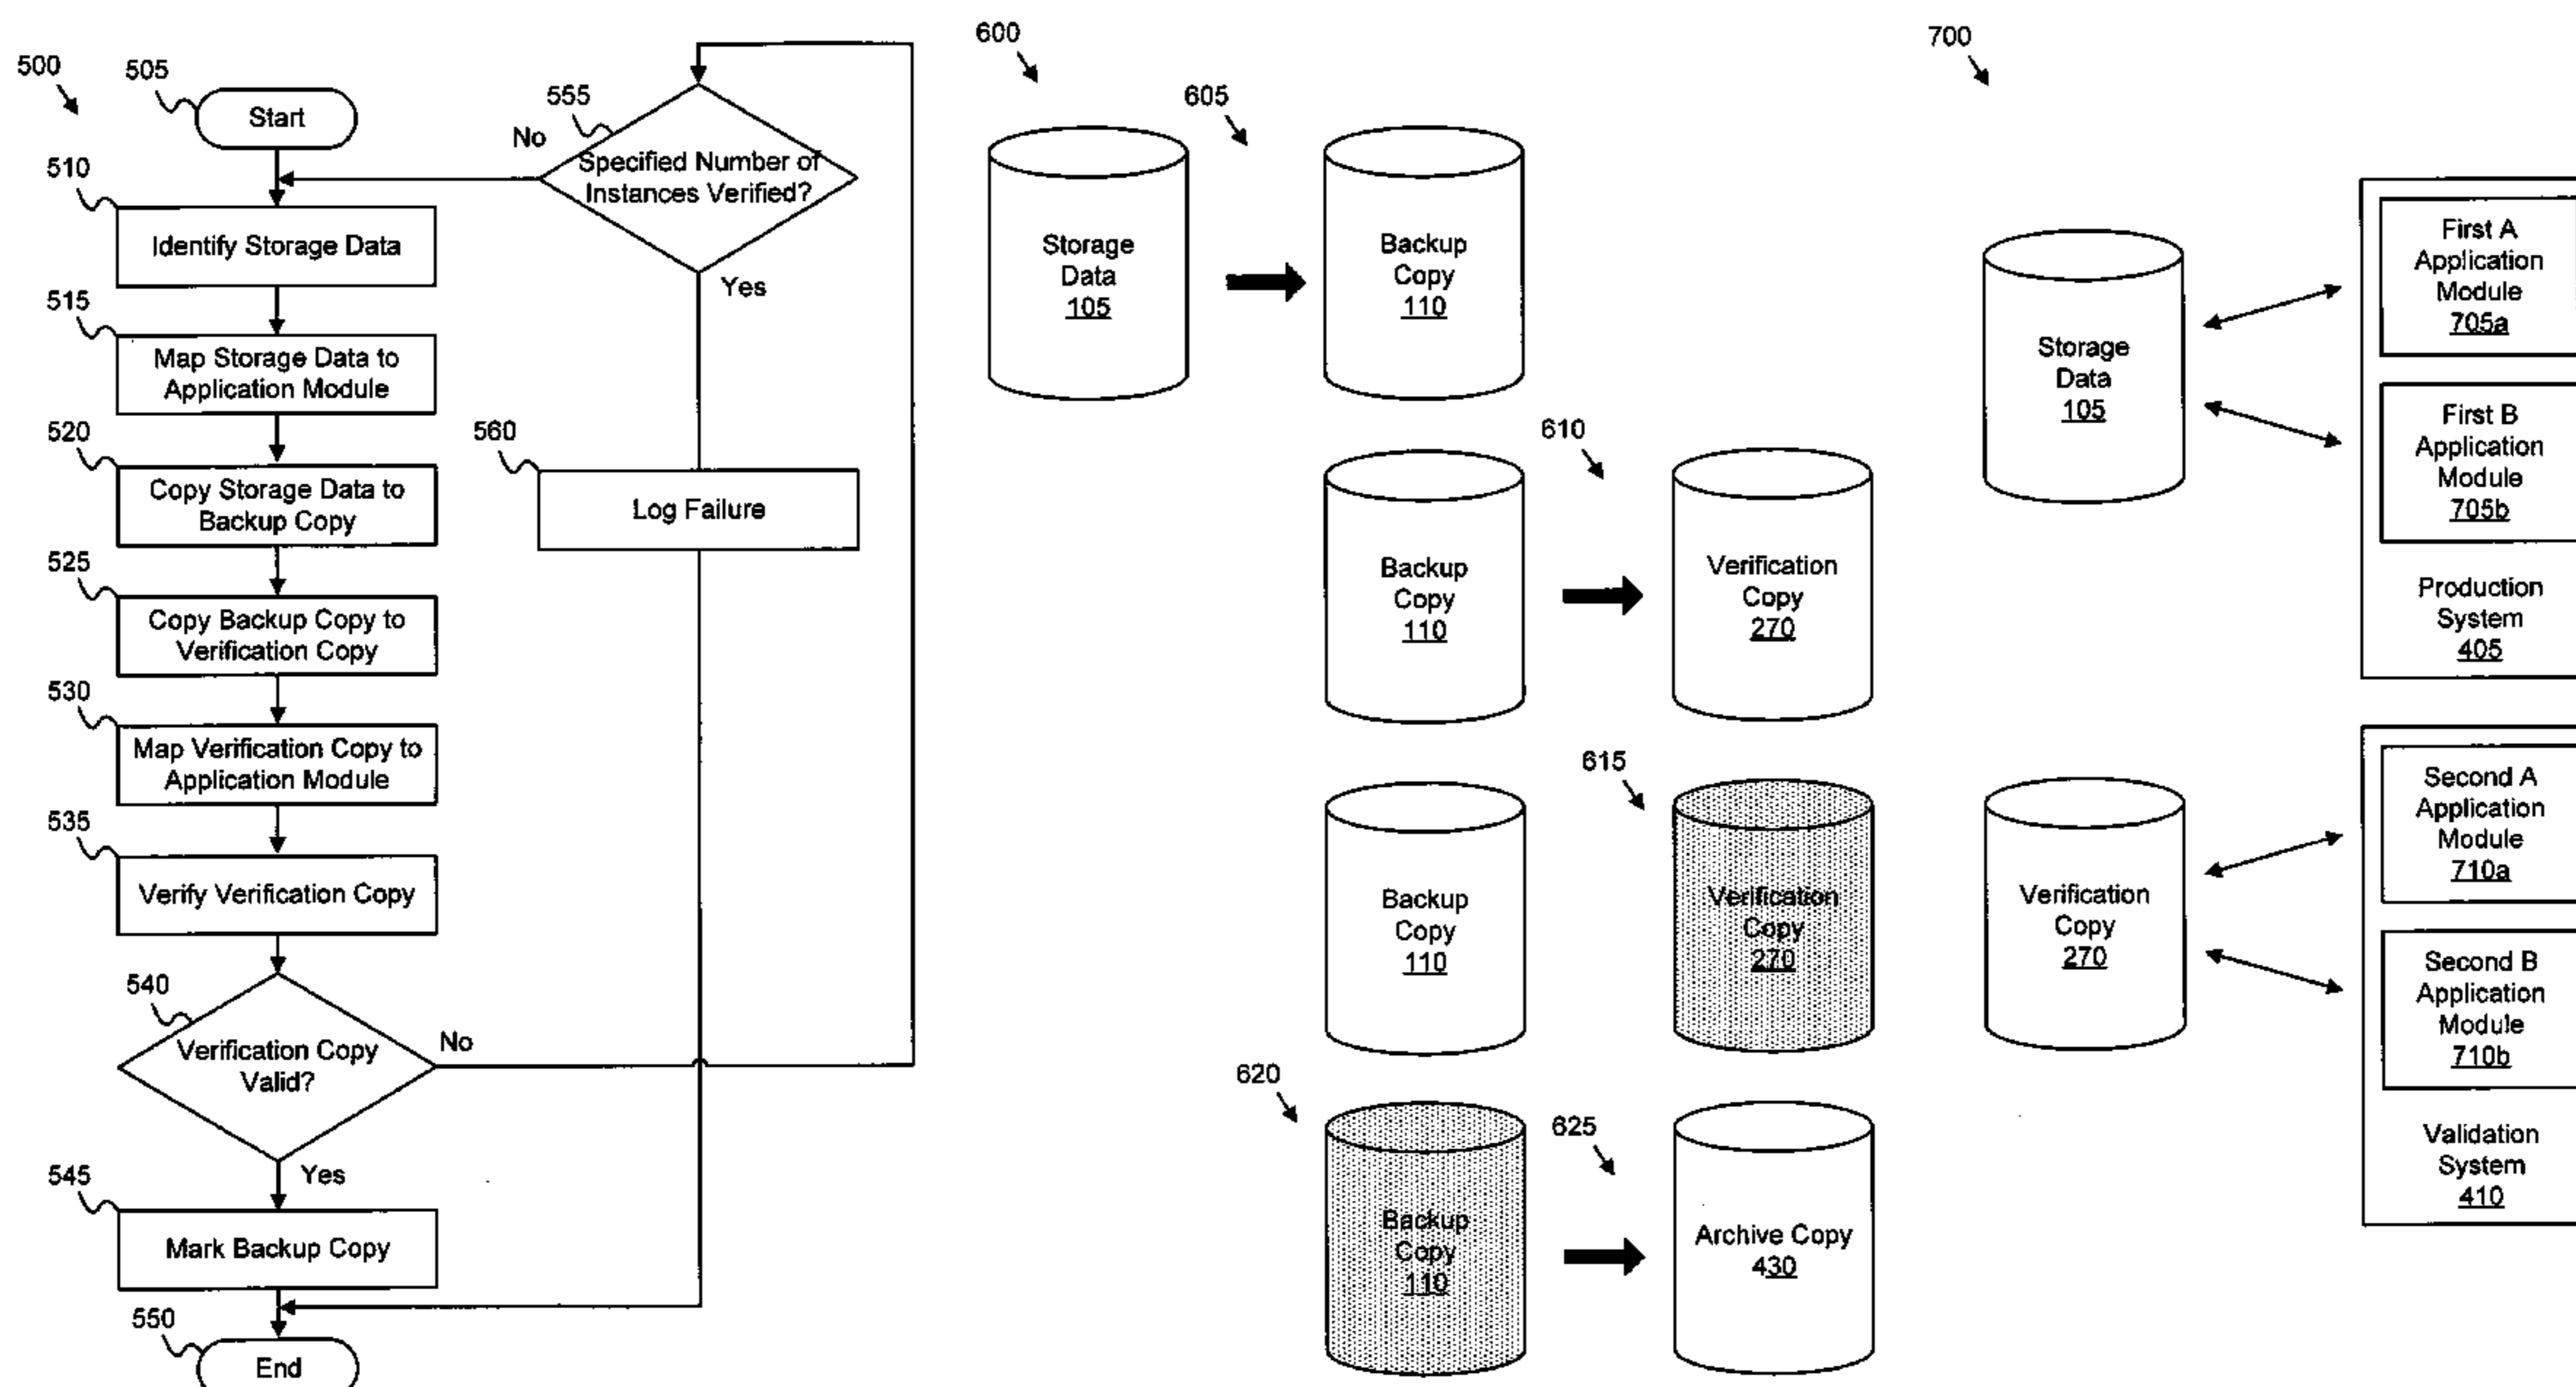 500
505
Start
510
Identify Storage Data
515
Map Storage Data to
Application Module
520
Copy Storage Data to
Backup Copy
525
Copy Backup Copy to
Verification Copy
530
Map Verification Copy to
Application Module
535
Verify Verification Copy
540
Verification Copy
Valid?
No
Yes
545
Mark Backup Copy
550
End
555
No
Specified Number of
Instances Verified?
Yes
560
Log Failure
600
605
Storage
Data
105
Backup
Copy
110
610
Backup
Copy
110
Verification
Copy
270
615
Backup
Copy
110
Verification
Copy
270
620
Backup
Copy
110
625
Archive Copy
430
700
Storage
Data
105
First A
Application
Module
705a
First B
Application
Module
705b
Production
System
405
Verification
Copy
270
Second A
Application
Module
710a
Second B
Application
Module
710b
Validation
System
410